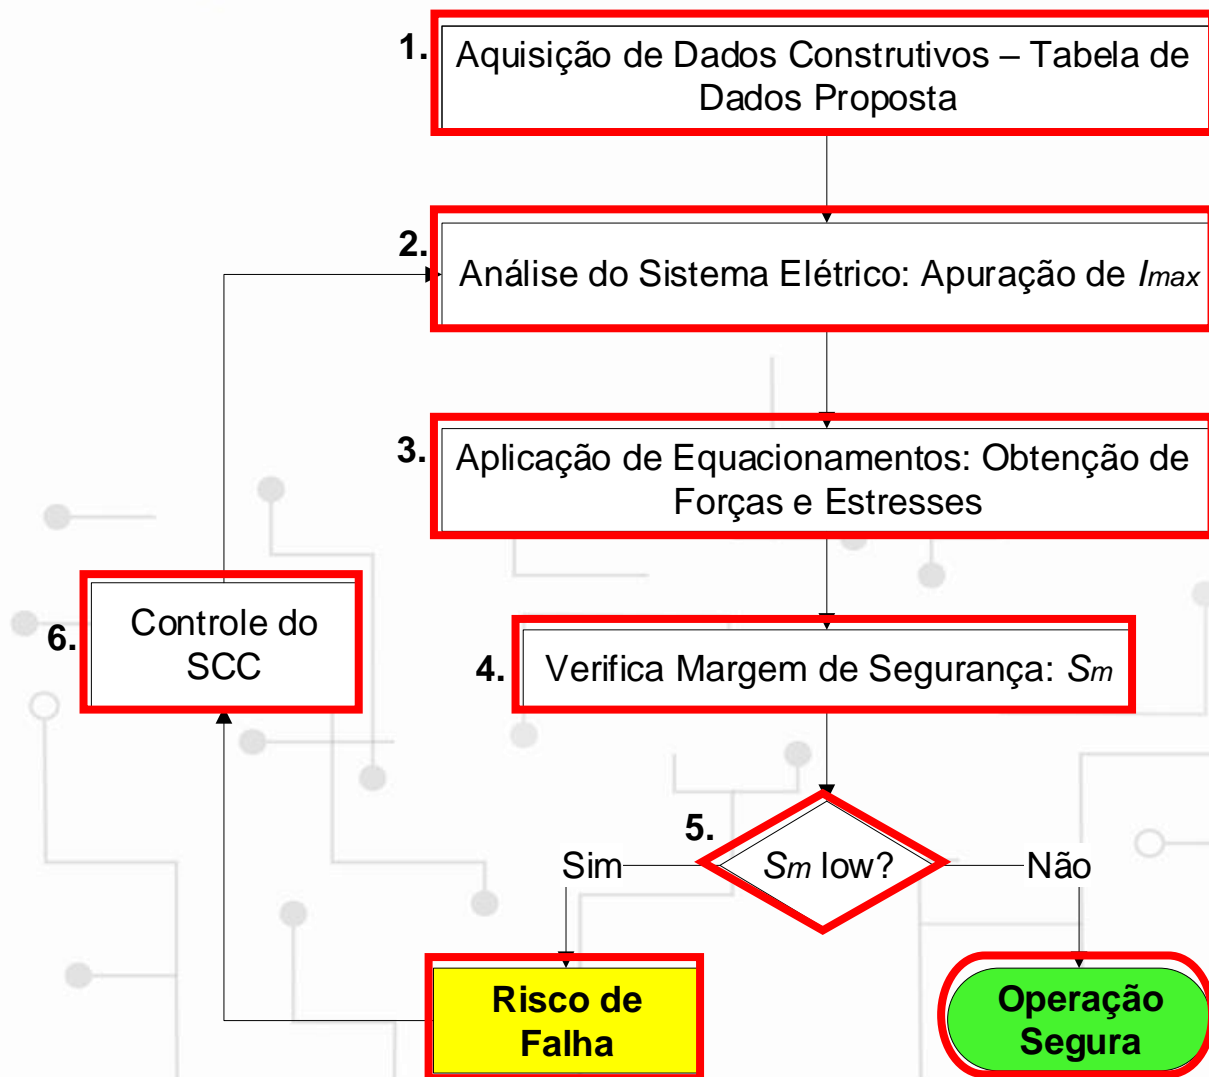 1.
Aquisição de Dados Construtivos – Tabela de
Dados Proposta
2.
Análise do Sistema Elétrico: Apuração de Imax
3.
Aplicação de Equacionamentos: Obtenção de
Forças e Estresses
6.
Controle do
SCC
4.
Verifica Margem de Segurança: Sm
5.
Sim
Sm low?
Não
Risco de
Falha
Operação
Segura